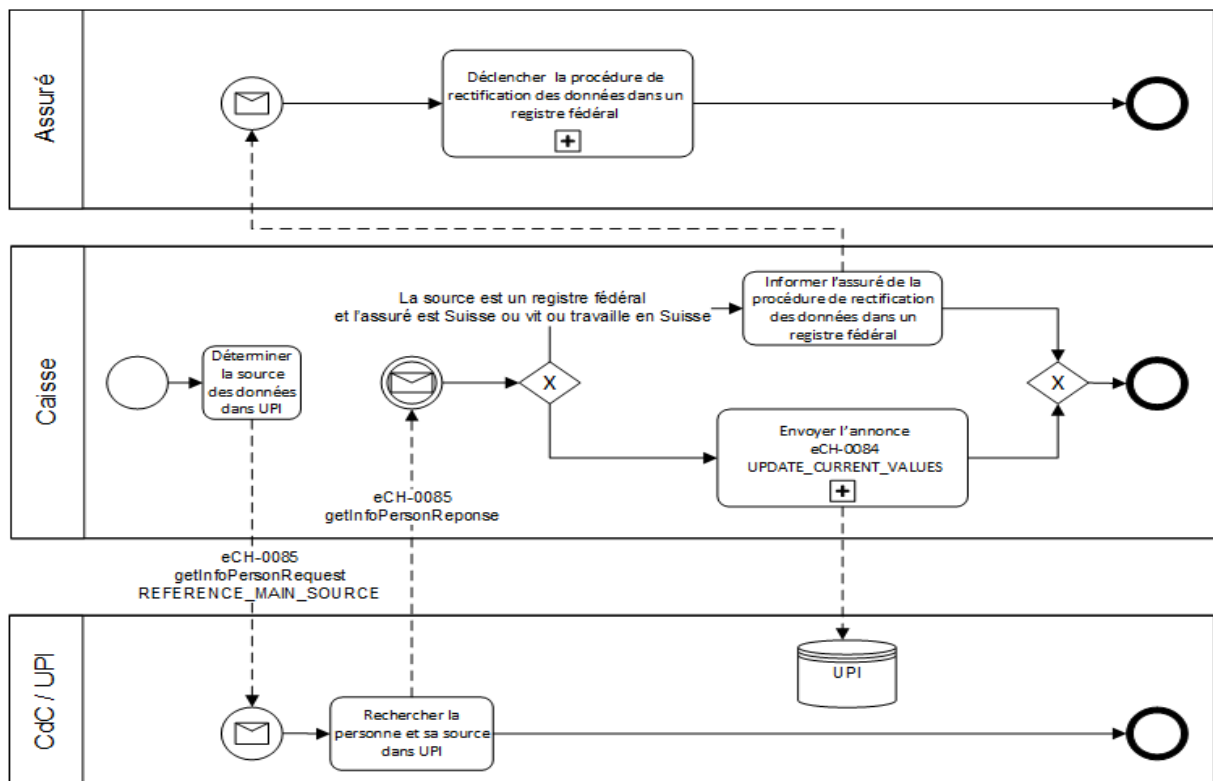 Assuré
Déclencher la procédure de
rectification des données dans un
registre fédéral
Caisse
Déterminer
la source
des données
dans UPI
La source est un registre fédéral
et l'assuré est Suisse ou vit ou travaille en Suisse
X
Informer l'assuré de la
procédure de rectification
des données dans un
registre fédéral
Envoyer l'annonce
eCH-0084
UPDATE_CURRENT_VALUES
X
eCH-0085
getInfoPersonReponse
eCH-0085
getInfoPersonRequest
REFERENCE_MAIN_SOURCE
CdC / UPI
Rechercher la
personne et sa source
dans UPI
UPI